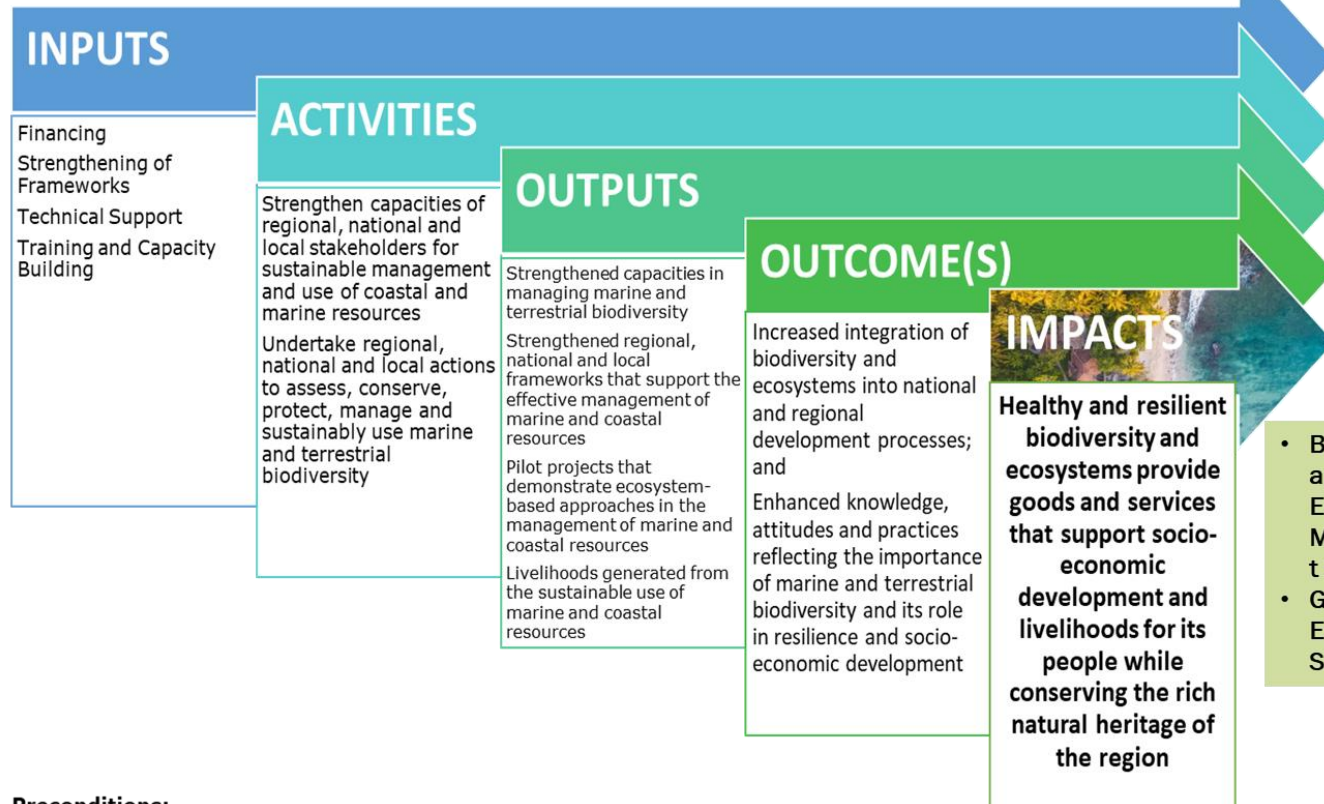 INPUTS
Financing
Strengthening of
Frameworks
Technical Support
Training and Capacity
Building
ACTIVITIES
Strengthen capacities of
regional, national and
local stakeholders for
sustainable management
and use of coastal and
marine resources
Undertake regional,
national and local actions
to assess, conserve,
protect, manage and
sustainably use marine
and terrestrial
biodiversity
OUTPUTS
Strengthened capacities in
managing marine and
terrestrial biodiversity
Strengthened regional,
national and local
frameworks that support the
effective management of
marine and coastal
resources
Pilot projects that
demonstrate ecosystem-
based approaches in the
management of marine and
coastal resources
Livelihoods generated from
the sustainable use of
marine and coastal
resources
OUTCOME(S)
Increased integration of
biodiversity and
ecosystems into national
and regional
development processes;
and
Enhanced knowledge,
attitudes and practices
reflecting the importance
of marine and terrestrial
biodiversity and its role
in resilience and socio-
economic development
IMPACTS
Healthy and resilient
biodiversity and
ecosystems provide
goods and services
that support socio-
economic
development and
livelihoods for its
people while
conserving the rich
natural heritage of
the region
Preconditions: